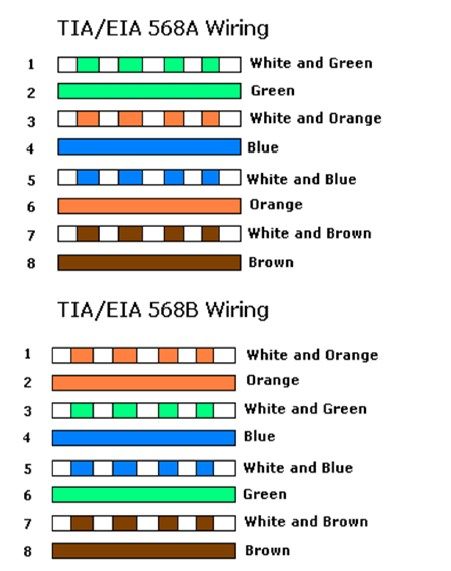 TIA/EIA 568A Wiring
1 White and Green
2 Green
3 White and Orange
4 Blue
5 White and Blue
6 Orange
7 White and Brown
8 Brown
TIA/EIA 568B Wiring
1 White and Orange
2 Orange
3 White and Green
4 Blue
5 White and Blue
6 Green
7 White and Brown
8 Brown